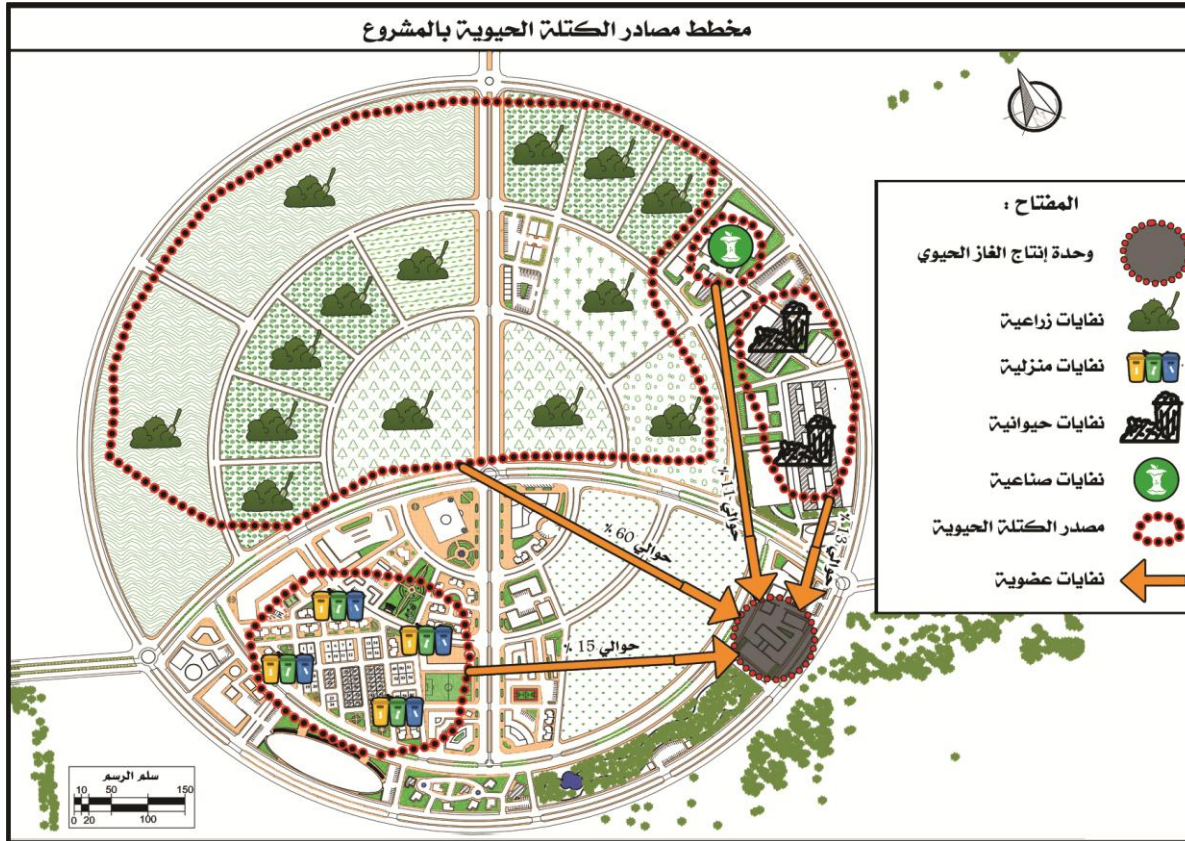 مخطط مصادر الكتلة الحيوية بالمشروع
المفتاح :
وحدة إنتاج الغاز الحيوي
نفايات زراعية
نفايات منزلية
نفايات حيوانية
نفايات صناعية
مصدر الكتلة الحيوية
نفايات عضوية
حوالي 11 %
حوالي 13 %
حوالي 60 %
حوالي 15 %
سلم الرسم
10 50 150
0 20 100